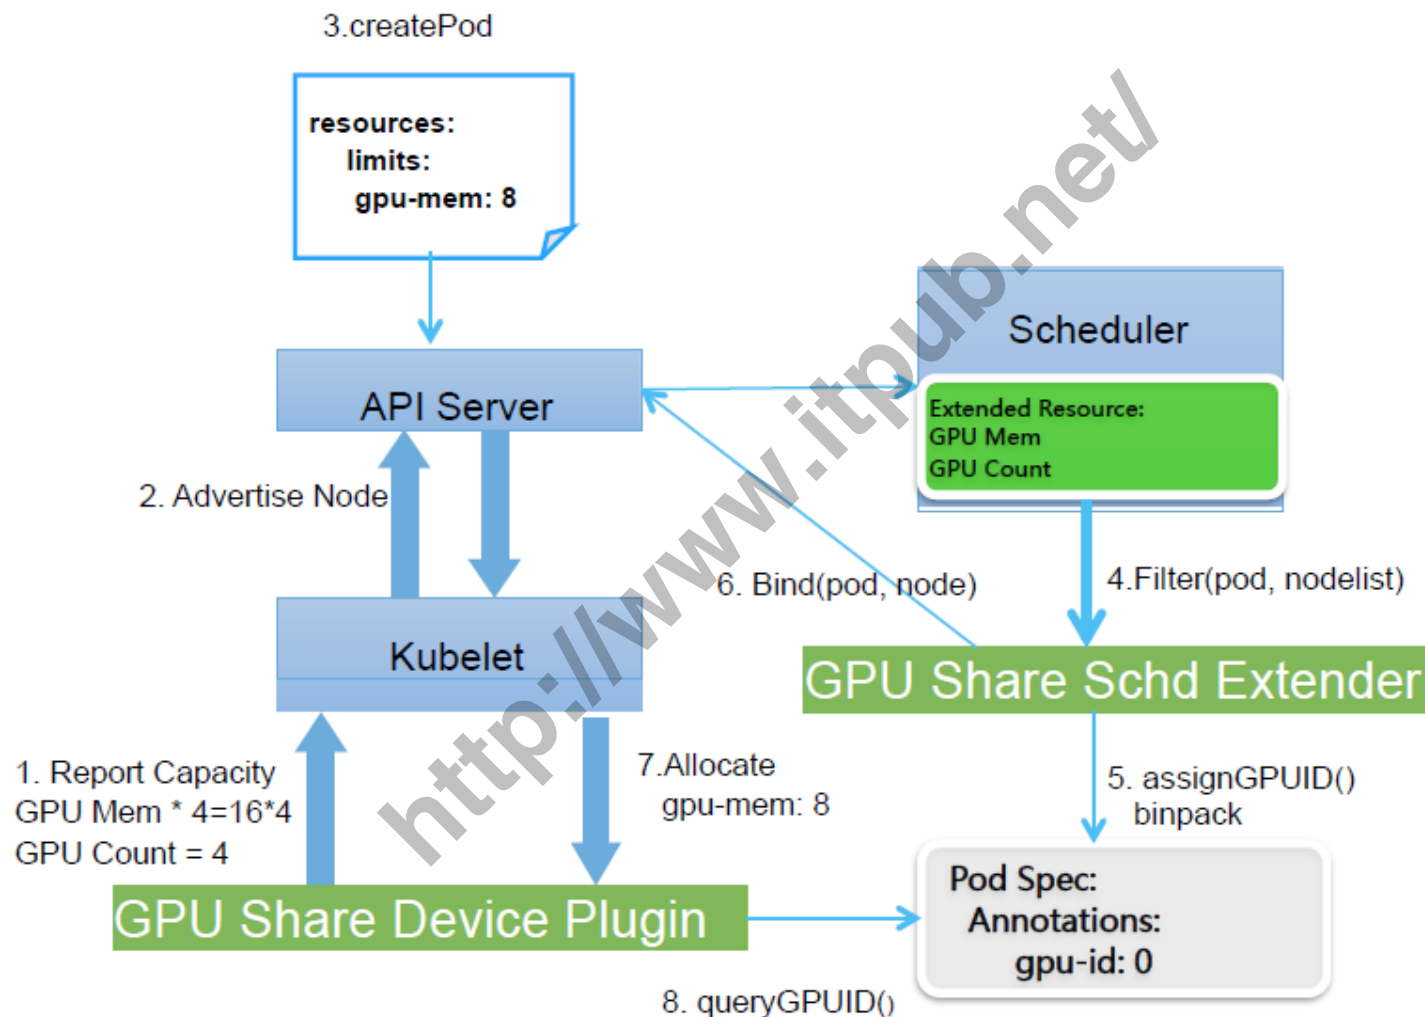 3.createPod
resources:
limits:
gpu-mem: 8
Scheduler
API Server
Extended Resource:
GPU Mem
GPU Count
2. Advertise Node
6. Bind(pod, node)
4.Filter(pod, nodelist)
Kubelet
GPU Share Schd Extender
1. Report Capacity
GPU Mem * 4=16*4
GPU Count = 4
7.Allocate
gpu-mem: 8
5. assignGPUID()
binpack
Pod Spec:
Annotations:
gpu-id: 0
GPU Share Device Plugin
8. queryGPUID()
http://www.itpub.net/